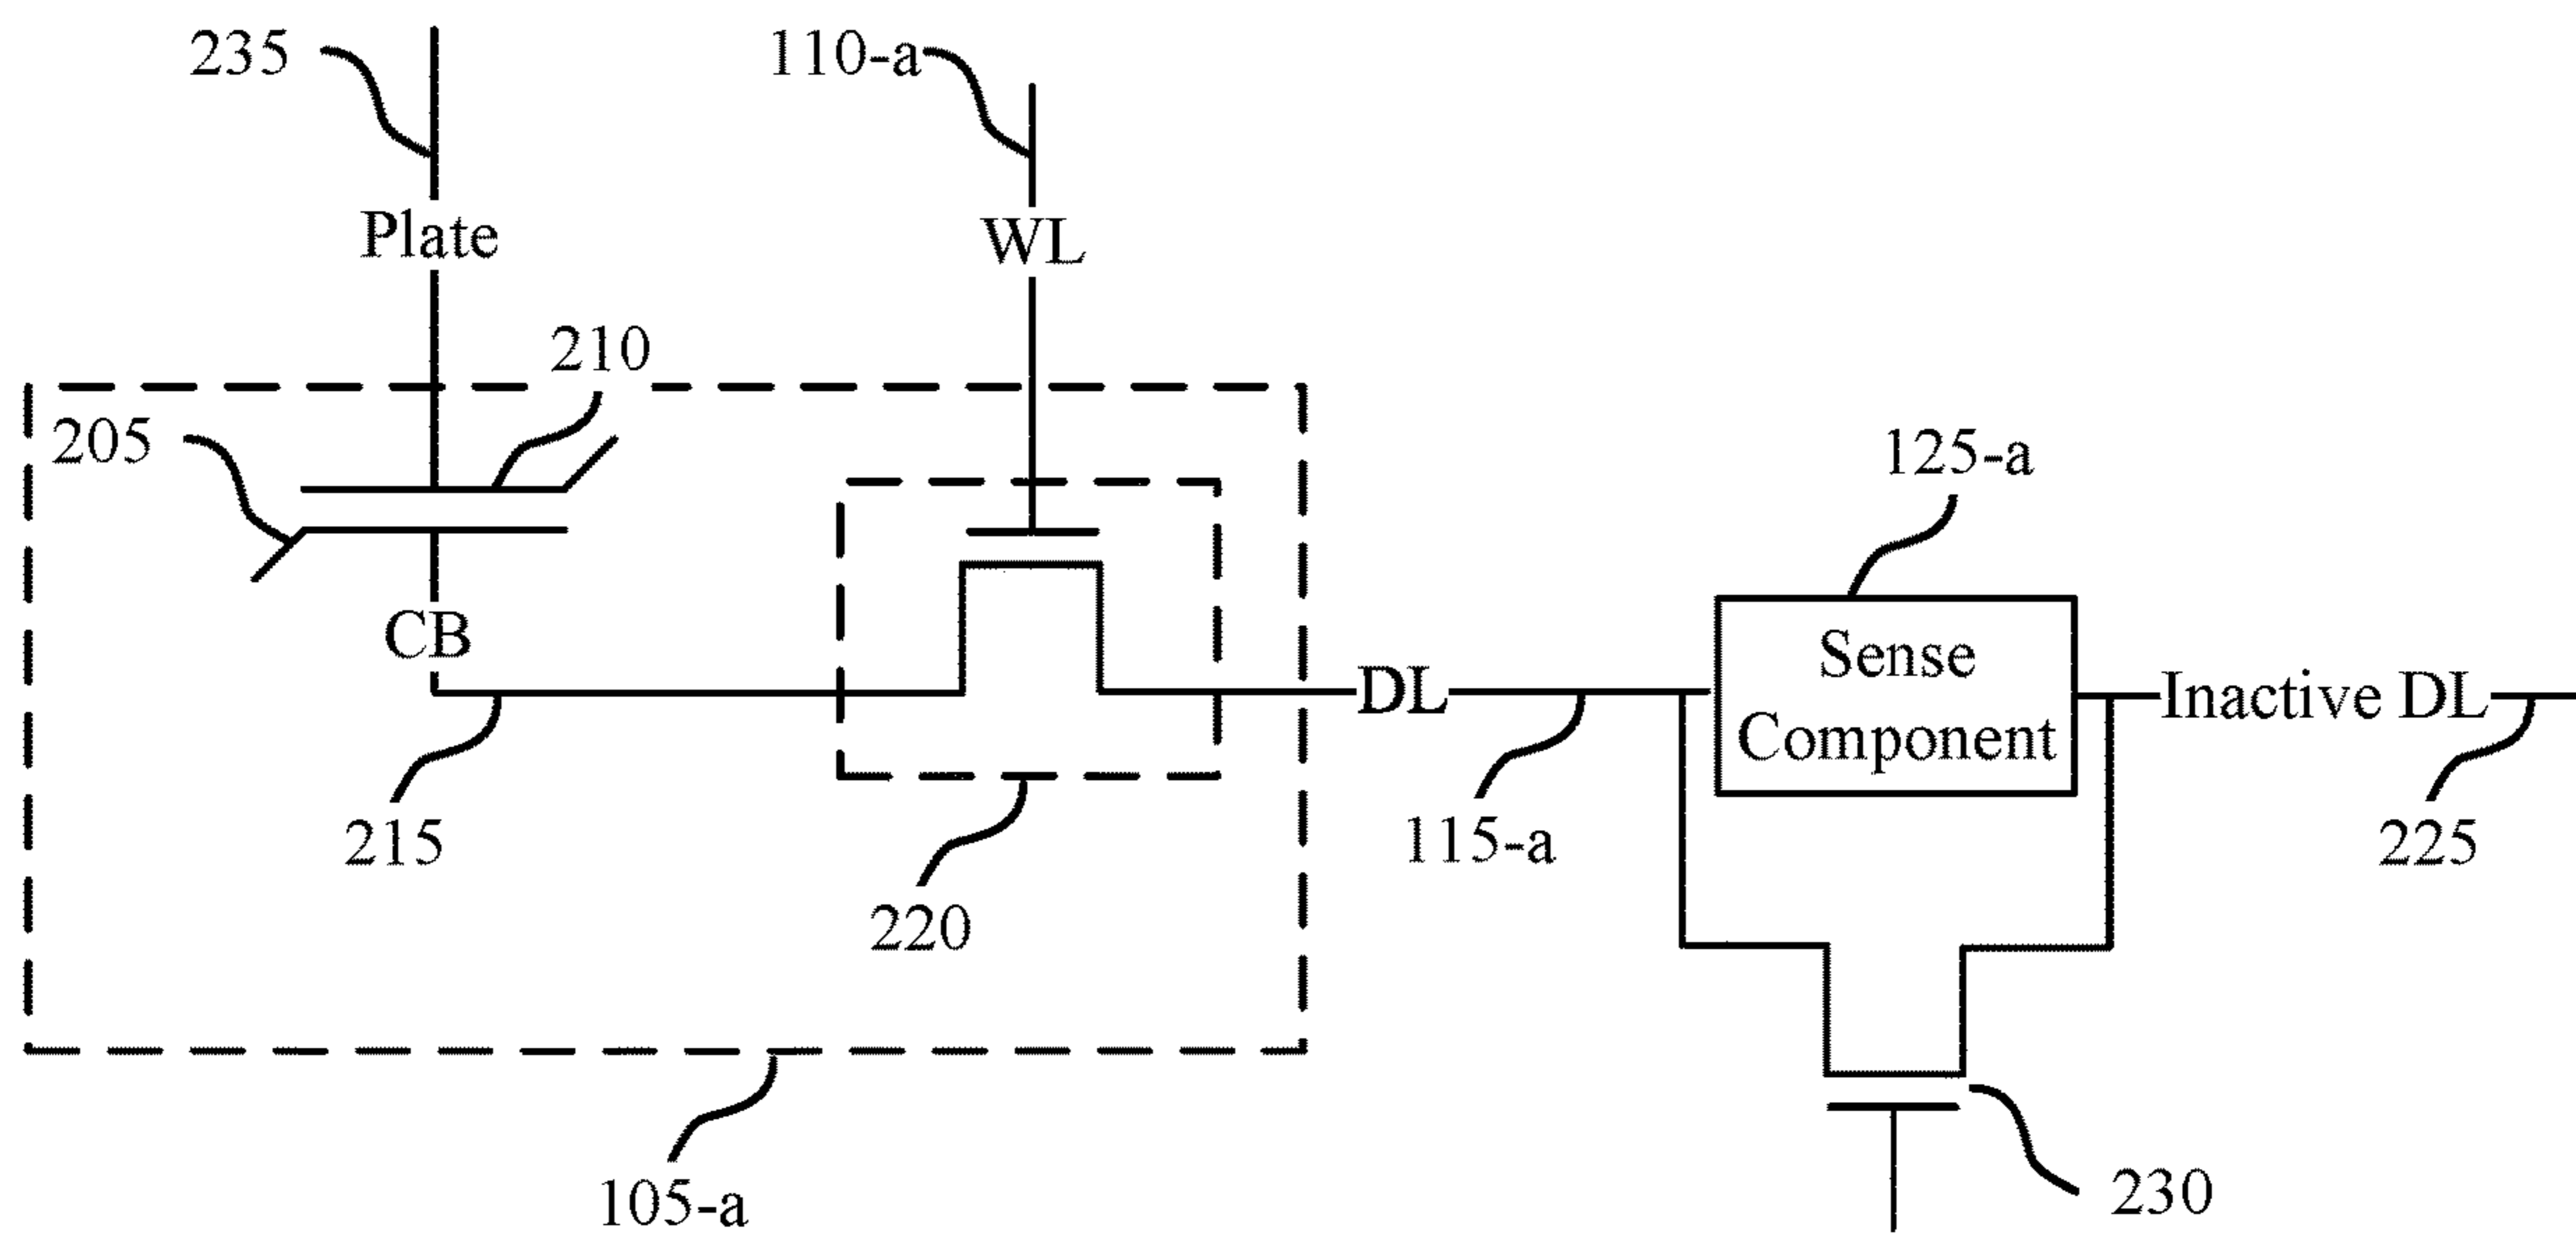 235
110-a
Plate
WL
210
205
125-a
CB
Sense
Component
DL
Inactive DL
215
115-a
225
220
105-a
230